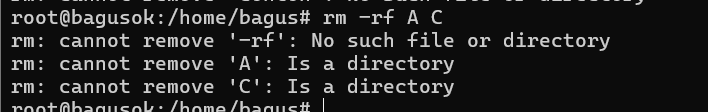 root@bagusok:/home/bagus# rm –rf A C
rm: cannot remove '–rf': No such file or directory
rm: cannot remove 'A': Is a directory
rm: cannot remove 'C': Is a directory
root@bagusok:/home/bagus#